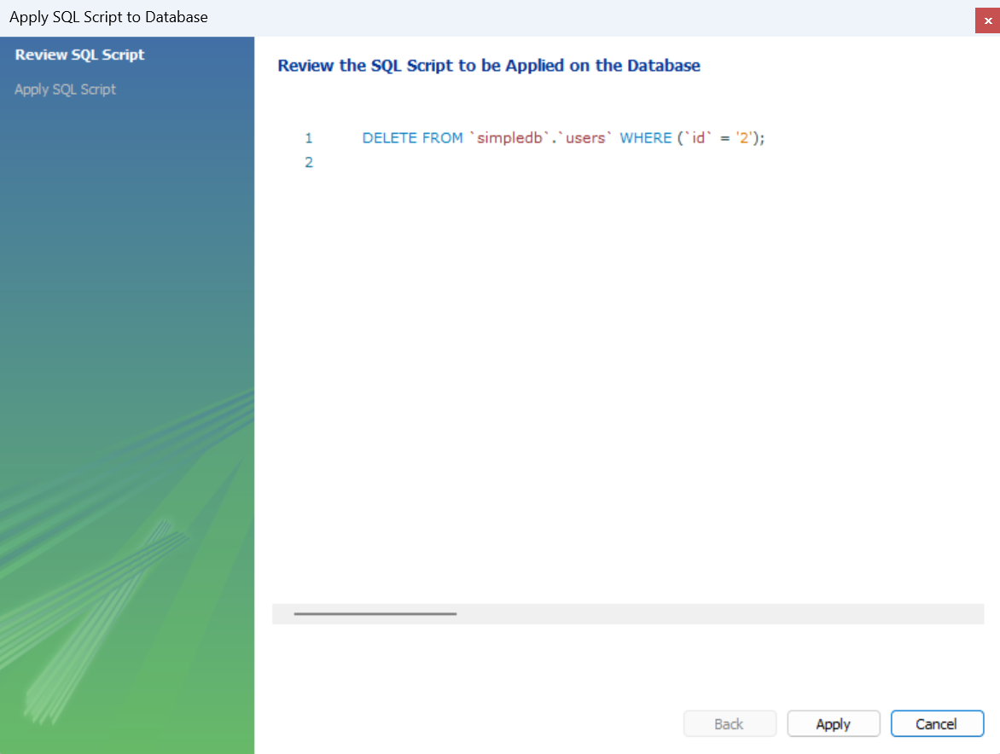 Apply SQL Script to Database
Review SQL Script
Apply SQL Script
Review the SQL Script to be Applied on the Database
1 DELETE FROM `simpledb`.`users` WHERE (`id` = '2');
2
Back Apply Cancel